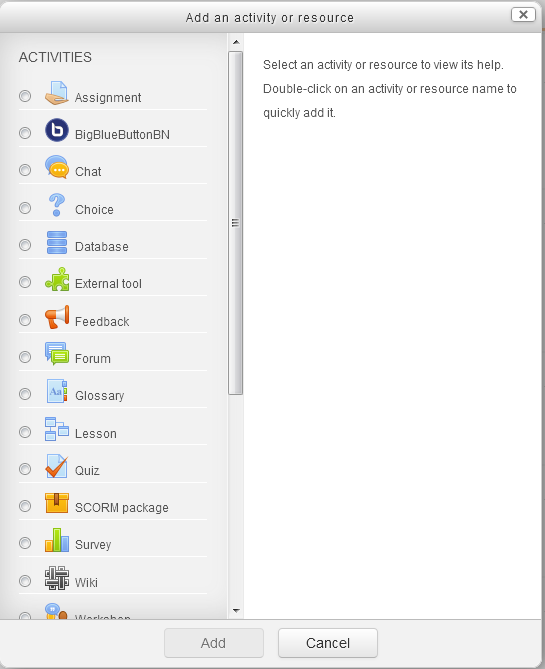 Add an activity or resource
ACTIVITIES
Assignment
BigBlueButtonBN
Chat
Choice
Database
External tool
Feedback
Forum
Glossary
Lesson
Quiz
SCORM package
Survey
Wiki
Workshop
Select an activity or resource to view its help.
Double-click on an activity or resource name to
quickly add it.
Add
Cancel